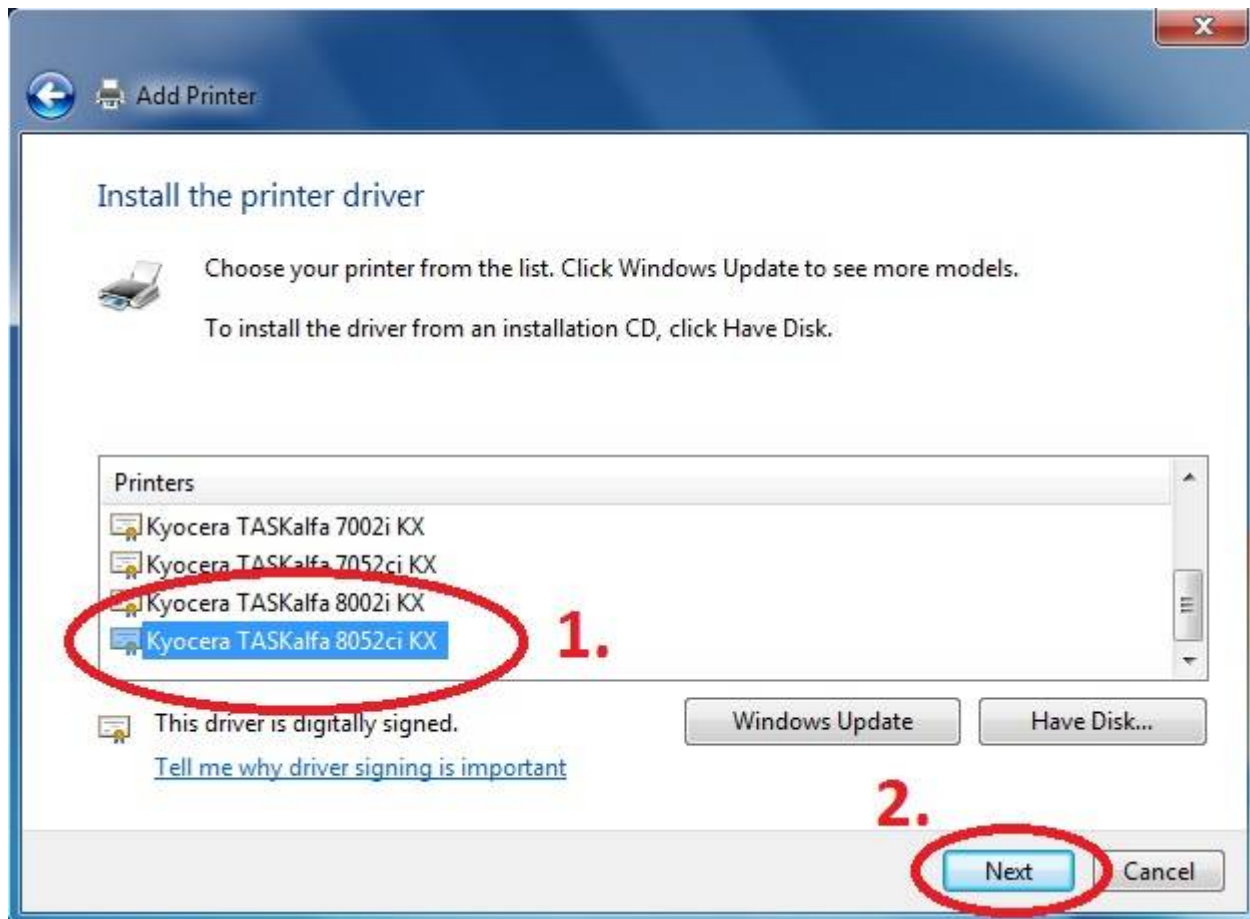 X
Add Printer
Install the printer driver
Choose your printer from the list. Click Windows Update to see more models.
To install the driver from an installation CD, click Have Disk.
Printers
Kyocera TASKalfa 7002i KX
Kyocera TASKalfa 7052ci KX
Kyocera TASKalfa 8002i KX
Kyocera TASKalfa 8052ci KX
1.
This driver is digitally signed.
Windows Update
Have Disk...
Tell me why driver signing is important
2.
Next
Cancel